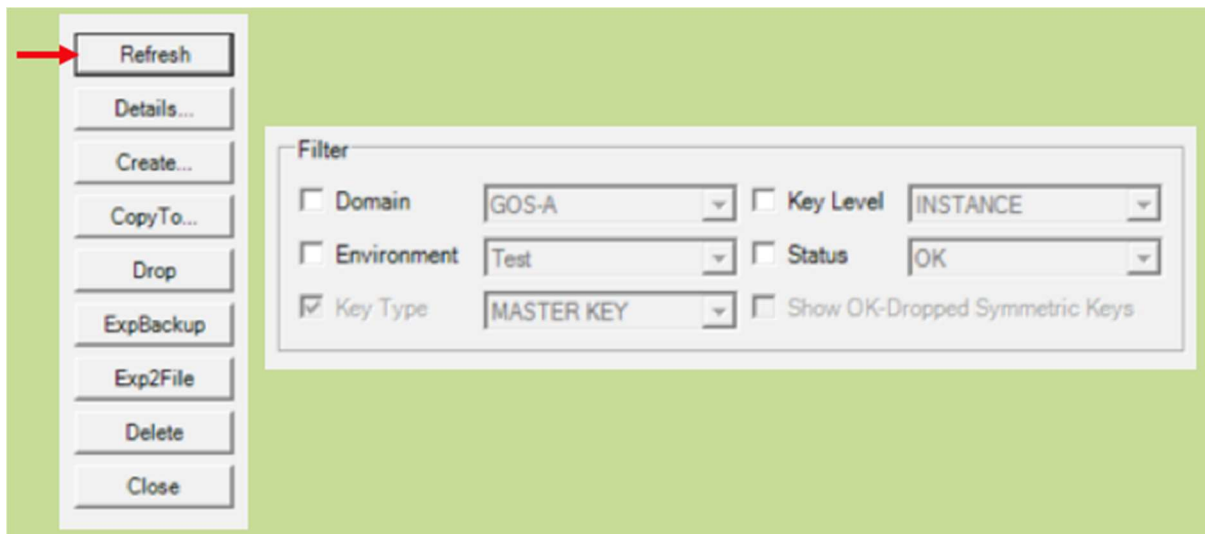 Refresh
Details...
Create...
CopyTo...
Drop
ExpBackup
Exp2File
Delete
Close
Filter
Domain GOS-A Key Level INSTANCE
Environment Test Status OK
Key Type MASTER KEY Show OK-Dropped Symmetric Keys